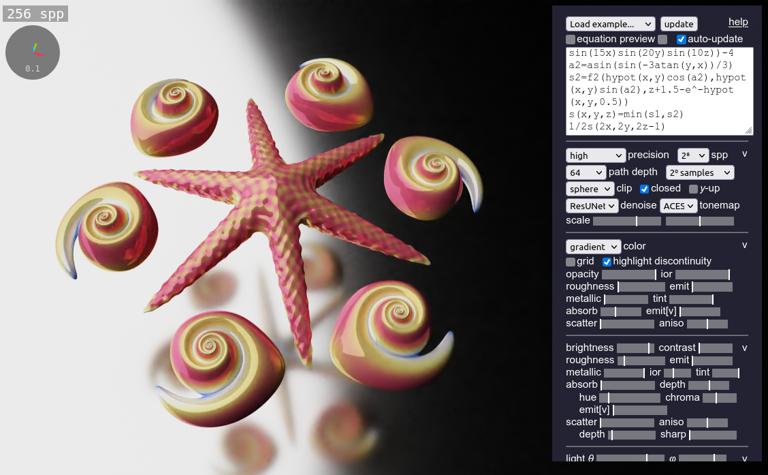 256 spp
0.1
Load example... update help
equation preview auto-update
sin(15x)sin(20y)sin(10z))-4
a2=asin(sin(-3atan(y,x))/3)
s2=f2(hypot(x,y)cos(a2),hypot
(x,y)sin(a2),z+1.5-e^-hypot
(x,y,0.5))
s(x,y,z)=min(s1,s2)
1/2s(2x,2y,2z-1)
high precision 2⁸ spp v
64 path depth 2⁰ samples
sphere clip closed y-up
ResUNet denoise ACES tonemap
scale
gradient color v
grid highlight discontinuity
opacity ior
roughness emit
metallic tint
absorb emit[v]
scatter aniso
brightness contrast v
roughness emit
metallic ior tint
absorb depth
hue chroma
emit[v]
scatter aniso
depth sharp
light θ φ v